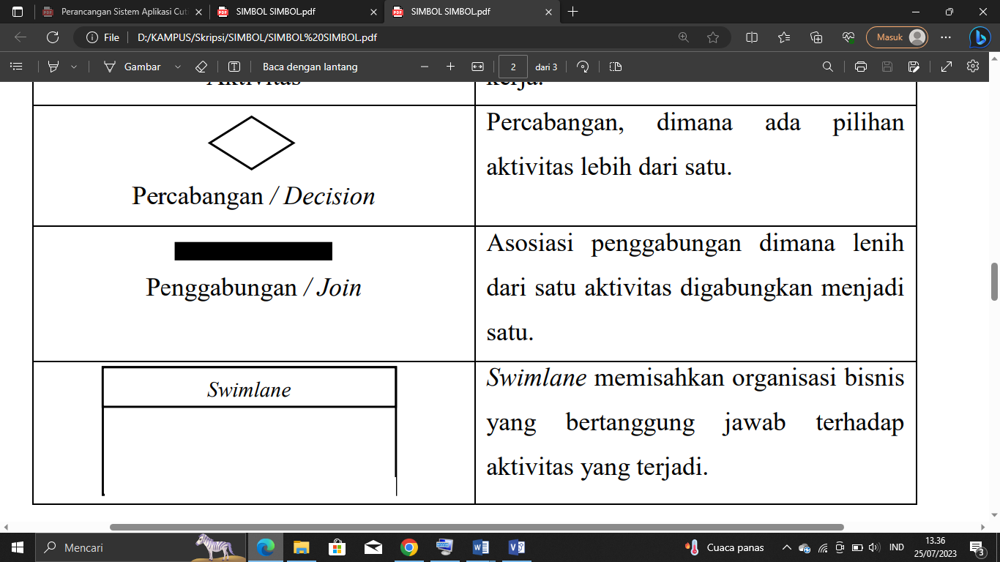 Perancangan Sistem Aplikasi Cut
SIMBOL SIMBOL.pdf
SIMBOL SIMBOL.pdf
File
D:/KAMPUS/Skripsi/SIMBOL/SIMBOL%20SIMBOL.pdf
Masuk
Gambar
Baca dengan lantang
2
dari 3
Aktivitas
kerja.
Percabangan / Decision
Percabangan, dimana ada pilihan
aktivitas lebih dari satu.
Penggabungan / Join
Asosiasi penggabungan dimana lenih
dari satu aktivitas digabungkan menjadi
satu.
Swimlane
Swimlane memisahkan organisasi bisnis
yang bertanggung jawab terhadap
aktivitas yang terjadi.
Mencari
Cuaca panas
IND
13.36
25/07/2023
3